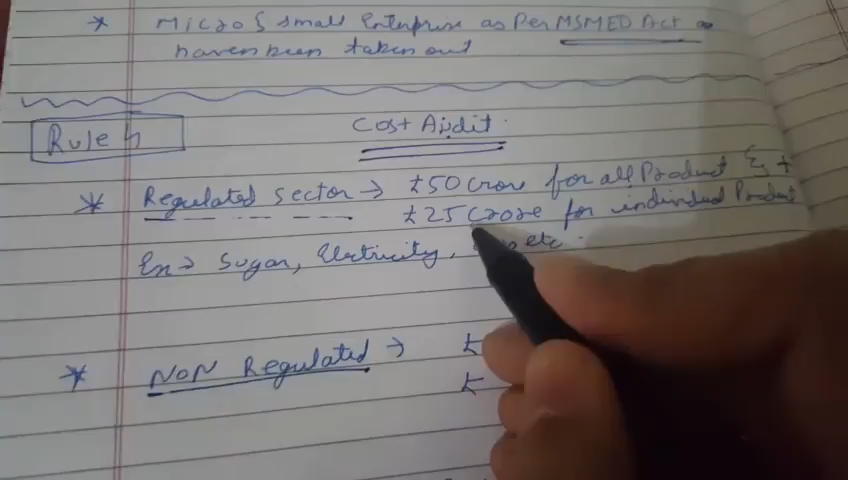 * Micro & small Enterprise as Per MSMED Act
haven been taken out
Rule 4
Cost Audit.
* Regulated Sector → ₹50 crore for all Product & +
₹25 crore for individual Product
Ex → Sugar, Electricity, etc.
* NON Regulated → ₹
₹